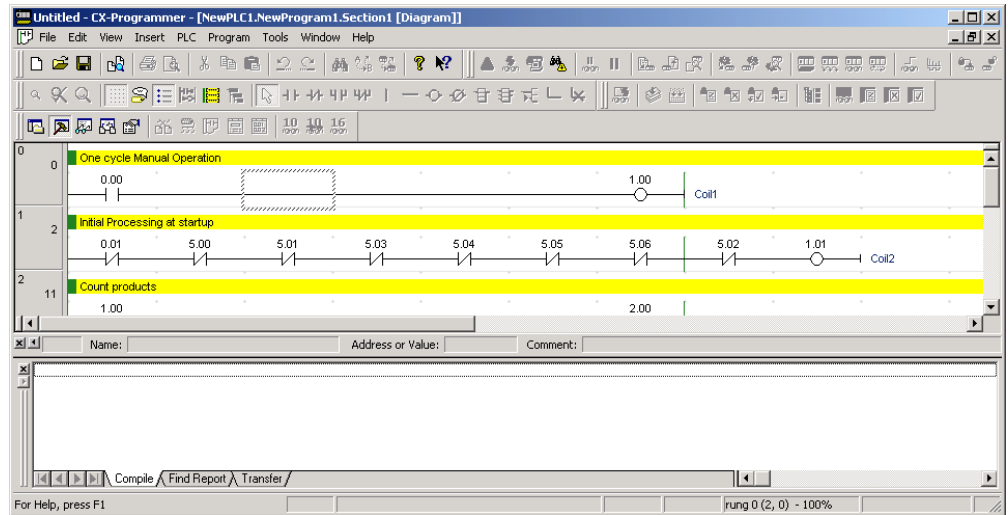 Untitled - CX-Programmer - [NewPLC1.NewProgram1.Section1 [Diagram]]
File Edit View Insert PLC Program Tools Window Help
10 10 16
0 0 One cycle Manual Operation
0.00 1.00
Coil1
1 2 Initial Processing at startup
0.01 5.00 5.01 5.03 5.04 5.05 5.06 5.02 1.01
Coil2
2 11 Count products
1.00 2.00
Name: Address or Value: Comment:
Compile Find Report Transfer
For Help, press F1 rung 0 (2, 0) - 100%